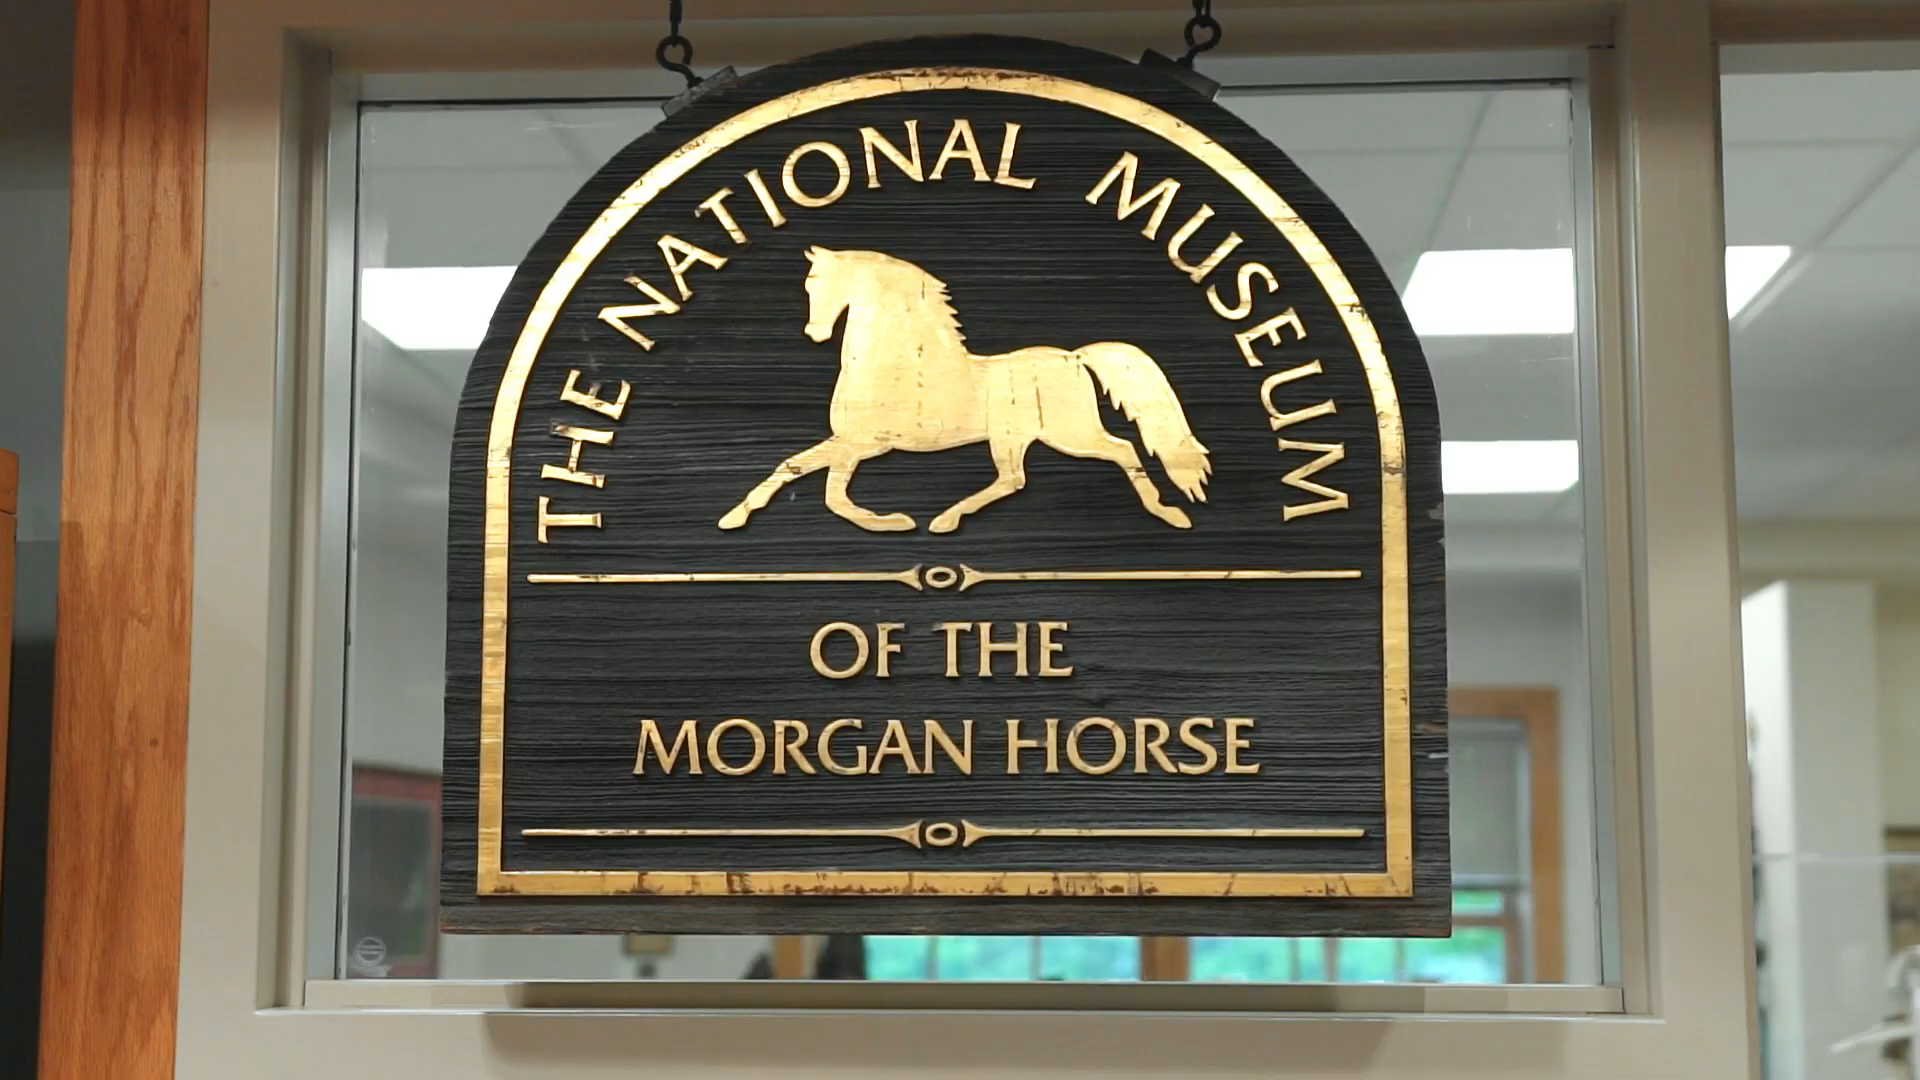 THE NATIONAL MUSEUM
OF THE
MORGAN HORSE